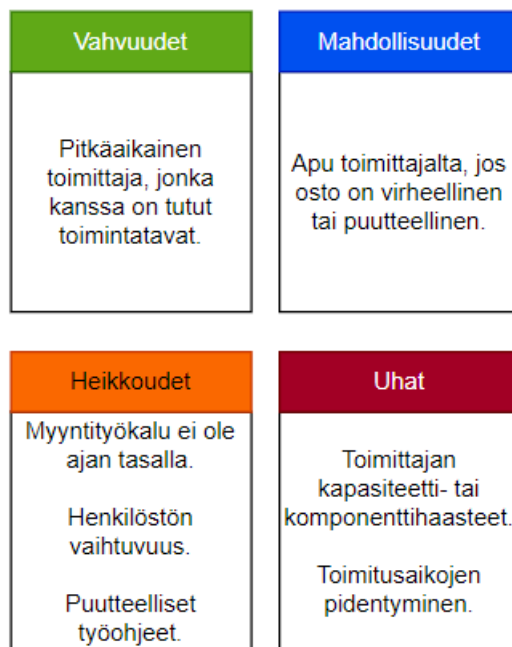 Vahvuudet
Pitkäaikainen
toimittaja, jonka
kanssa on tutut
toimintatavat.
Mahdollisuudet
Apu toimittajalta, jos
osto on virheellinen
tai puutteellinen.
Heikkoudet
Myyntityökalu ei ole
ajan tasalla.
Henkilöstön
vaihtuvuus.
Puutteelliset
työohjeet.
Uhat
Toimittajan
kapasiteetti- tai
komponenttihaasteet.
Toimitusaikojen
pidentyminen.